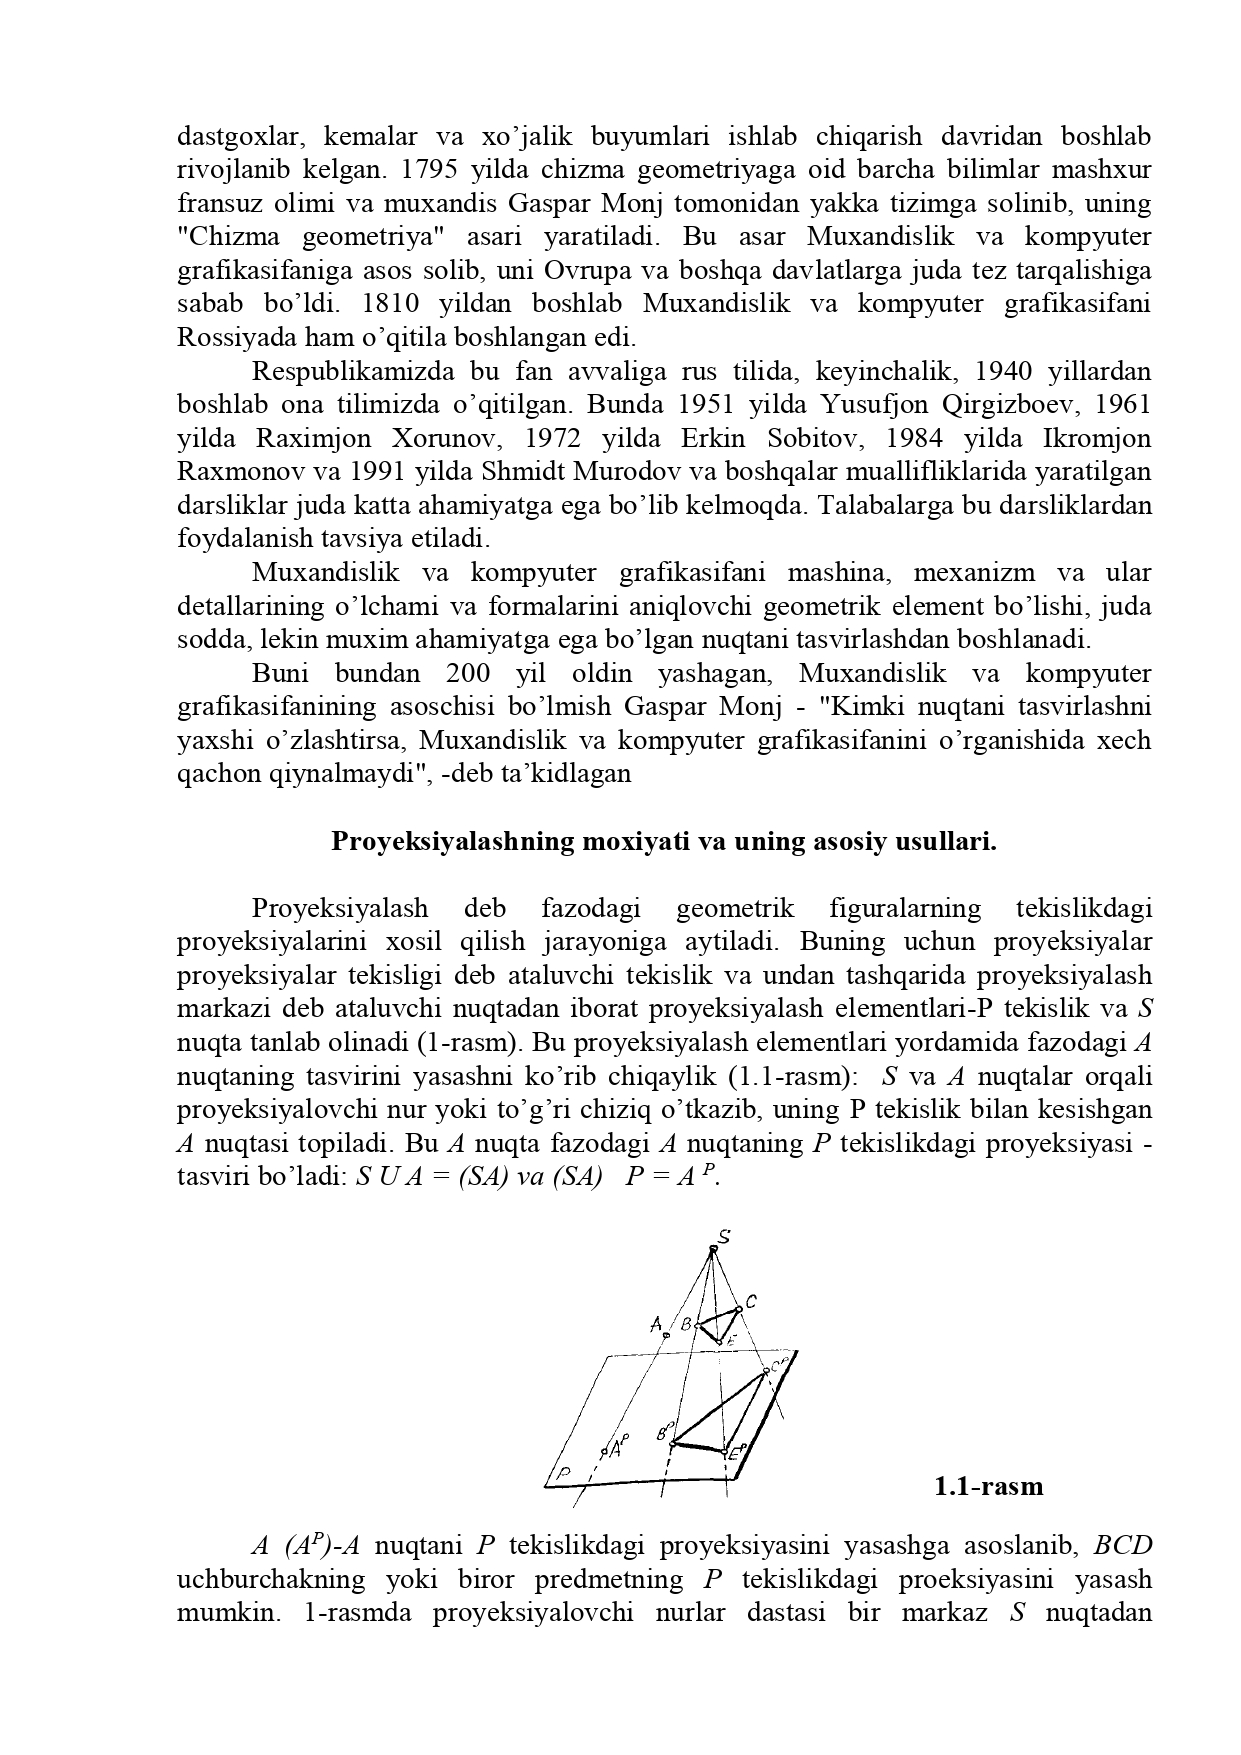 dastgoxlar, kemalar va xo’jalik buyumlari ishlab chiqarish davridan boshlab
rivojlanib kelgan. 1795 yilda chizma geometriyaga oid barcha bilimlar mashxur
fransuz olimi va muxandis Gaspar Monj tomonidan yakka tizimga solinib, uning
"Chizma geometriya" asari yaratiladi. Bu asar Muxandislik va kompyuter
grafikasifaniga asos solib, uni Ovrupa va boshqa davlatlarga juda tez tarqalishiga
sabab bo’ldi. 1810 yildan boshlab Muxandislik va kompyuter grafikasifani
Rossiyada ham o’qitila boshlangan edi.
Respublikamizda bu fan avvaliga rus tilida, keyinchalik, 1940 yillardan
boshlab ona tilimizda o’qitilgan. Bunda 1951 yilda Yusufjon Qirgizboev, 1961
yilda Raximjon Xorunov, 1972 yilda Erkin Sobitov, 1984 yilda Ikromjon
Raxmonov va 1991 yilda Shmidt Murodov va boshqalar mualliflıklarida yaratilgan
darsliklar juda katta ahamiyatga ega bo’lib kelmoqda. Talabalarga bu darsliklardan
foydalanish tavsiya etiladi.
Muxandislik va kompyuter grafikasifani mashina, mexanizm va ular
detallarining o’lchami va formalarini aniqlovchi geometrik element bo’lishi, juda
sodda, lekin muxim ahamiyatga ega bo’lgan nuqtani tasvirlashdan boshlanadi.
Buni bundan 200 yil oldin yashagan, Muxandislik va kompyuter
grafikasifanining asoschisi bo’lmish Gaspar Monj - "Kimki nuqtani tasvirlashni
yaxshi o’zlashtirsa, Muxandislik va kompyuter grafikasifanini o’rganishida xech
qachon qiynalmaydi", -deb ta’kidlagan
Proyeksiyalashning moxiyati va uning asosiy usullari.
Proyeksiyalash deb fazodagi geometrik figuralarning tekislikdagi
proyeksiyalarini xosil qilish jarayoniga aytiladi. Buning uchun proyeksiyalar
proyeksiyalar tekisligi deb ataluvchi tekislik va undan tashqarida proyeksiyalash
markazi deb ataluvchi nuqtadan iborat proyeksiyalash elementlari-P tekislik va S
nuqta tanlab olinadi (1-rasm). Bu proyeksiyalash elementlari yordamida fazodagi A
nuqtaning tasvirini yasashni ko’rib chiqaylik (1.1-rasm): S va A nuqtalar orqali
proyeksiyalovchi nur yoki to’g’ri chiziq o’tkazib, uning P tekislik bilan kesishgan
A nuqtasi topiladi. Bu A nuqta fazodagi A nuqtaning P tekislikdagi proyeksiyasi -
tasviri bo’ladi: S U A = (SA) va (SA) P = A ᴾ.
S
C
A B
E
Cᴾ
Bᴾ
Aᴾ Eᴾ
P
1.1-rasm
A (Aᴾ)-A nuqtani P tekislikdagi proyeksiyasini yasashga asoslanib, BCD
uchburchakning yoki biror predmetning P tekislikdagi proeksiyasini yasash
mumkin. 1-rasmda proyeksiyalovchi nurlar dastasi bir markaz S nuqtadan